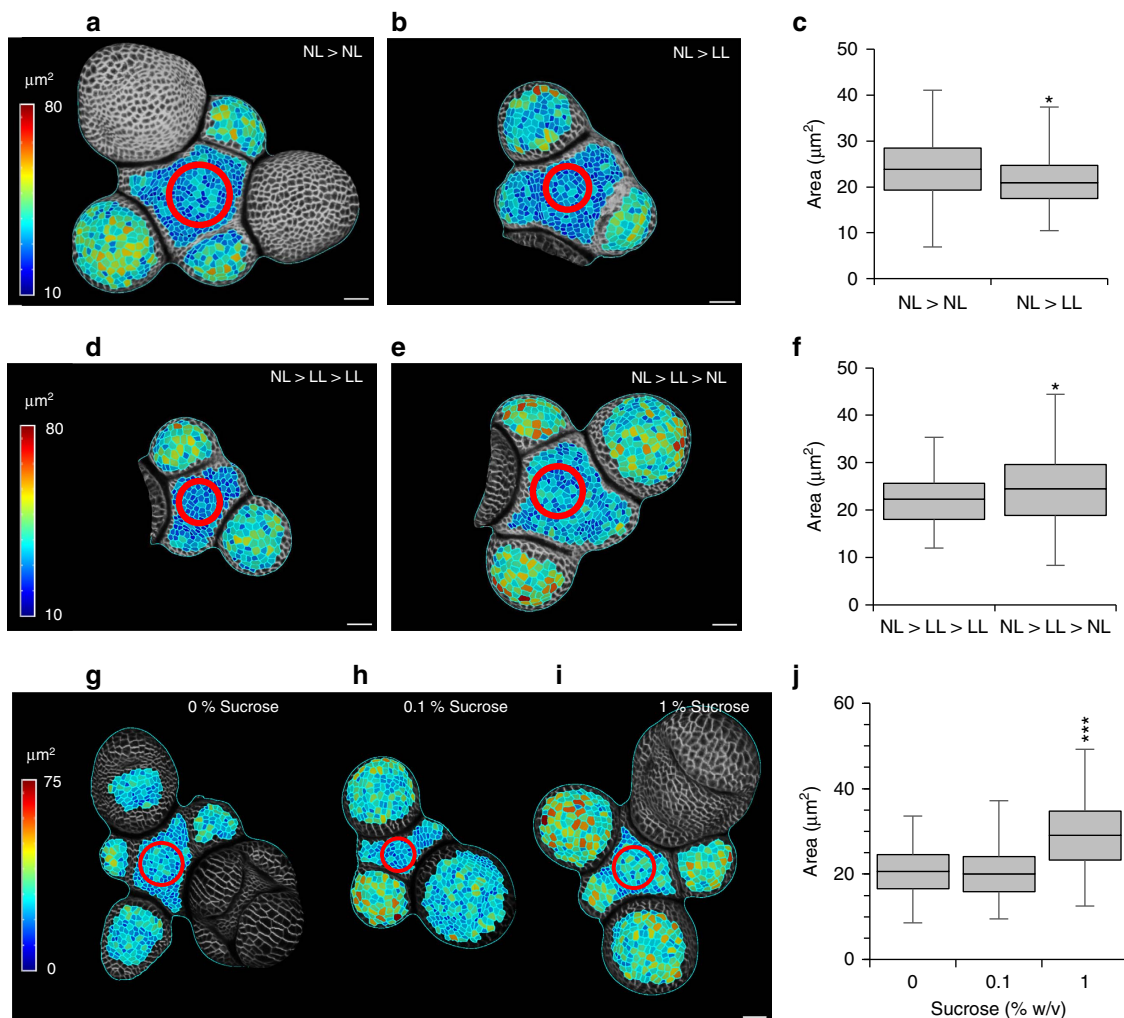 a
b
c
NL > NL
NL > LL
μm²
80
10
Area (μm²)
50
40
30
20
10
0
*
NL > NL
NL > LL
d
e
f
NL > LL > LL
NL > LL > NL
μm²
80
10
Area (μm²)
50
40
30
20
10
0
*
NL > LL > LL
NL > LL > NL
g
h
i
j
0 % Sucrose
0.1 % Sucrose
1 % Sucrose
μm²
75
0
Area (μm²)
60
50
40
30
20
10
0
***
0
0.1
1
Sucrose (% w/v)